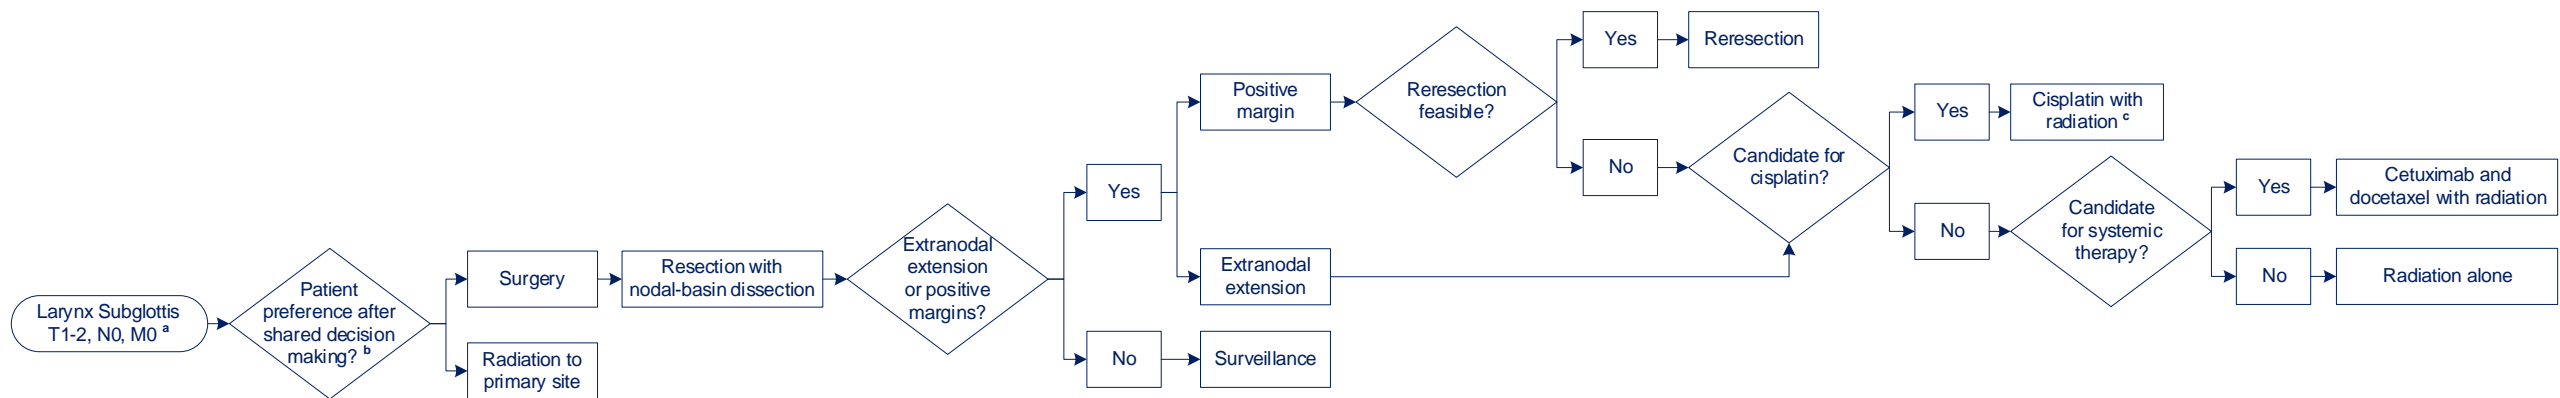 Larynx Subglottis
T1-2, N0, M0 a
Patient
preference after
shared decision
making? b
Surgery
Radiation to
primary site
Resection with
nodal-basin dissection
Extranodal
extension
or positive
margins?
Yes
No
Surveillance
Positive
margin
Extranodal
extension
Reresection
feasible?
Yes
Reresection
No
Candidate for
cisplatin?
Yes
Cisplatin with
radiation c
No
Candidate
for systemic
therapy?
Yes
Cetuximab and
docetaxel with radiation
No
Radiation alone